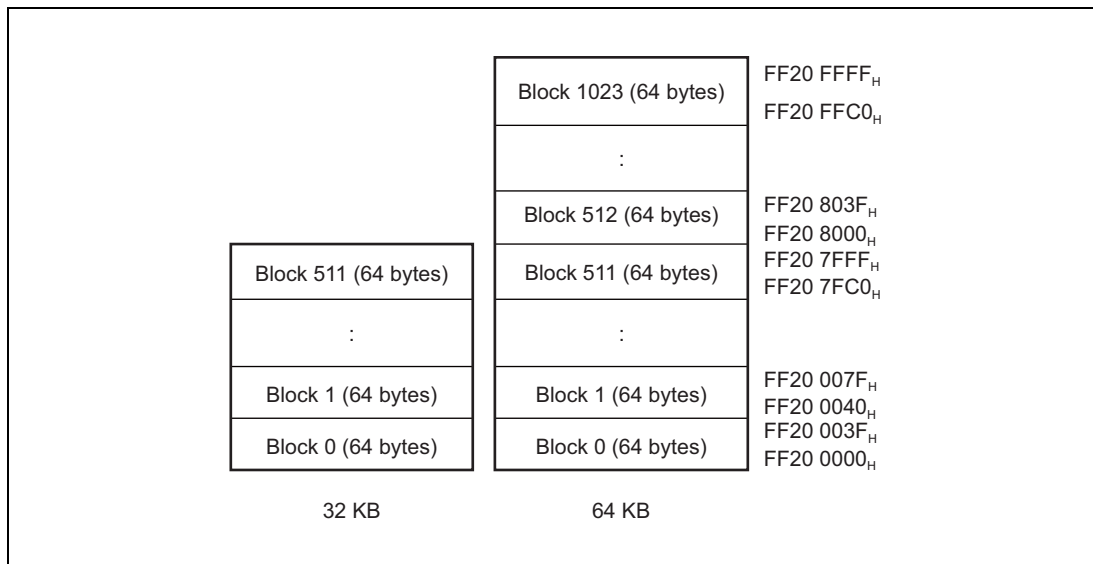 Block 1023 (64 bytes)
FF20 FFFFH
FF20 FFC0H
:
Block 512 (64 bytes)
FF20 803FH
FF20 8000H
Block 511 (64 bytes)
Block 511 (64 bytes)
FF20 7FFFH
FF20 7FC0H
:
:
Block 1 (64 bytes)
Block 1 (64 bytes)
FF20 007FH
FF20 0040H
Block 0 (64 bytes)
Block 0 (64 bytes)
FF20 003FH
FF20 0000H
32 KB
64 KB